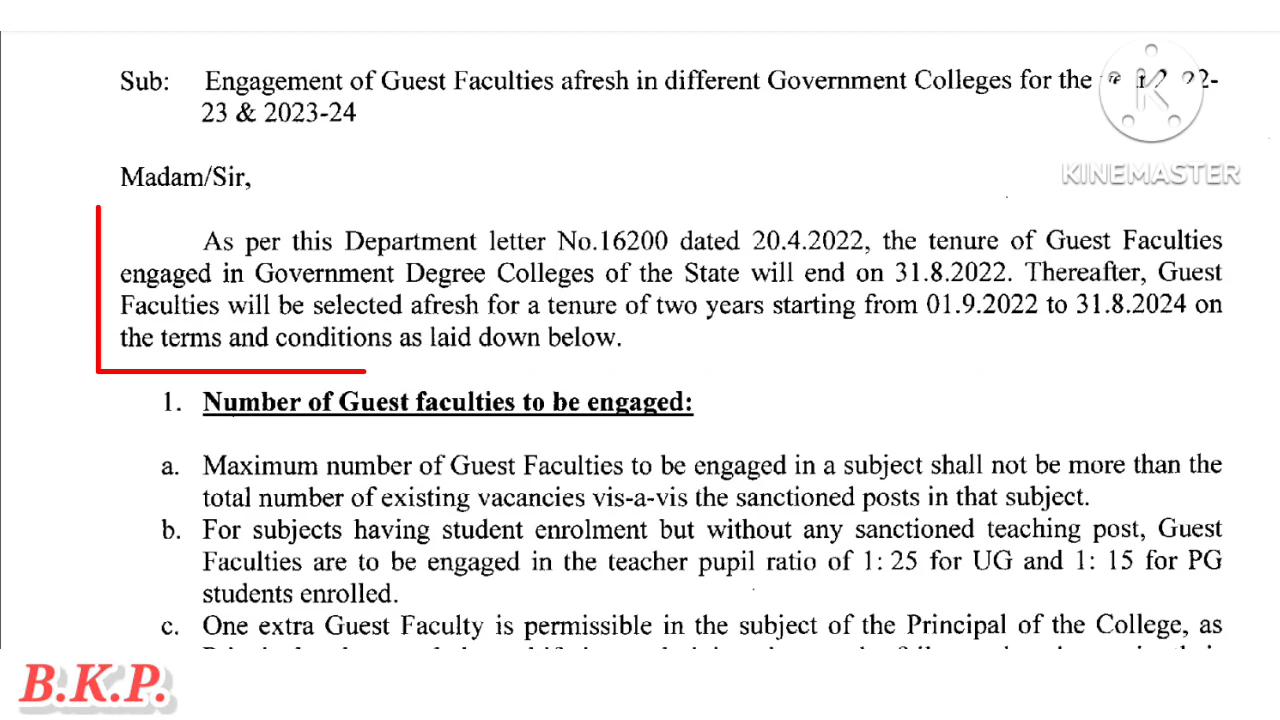 Sub: Engagement of Guest Faculties afresh in different Government Colleges for the
23 & 2023-24
KINEMASTER
Madam/Sir,
As per this Department letter No.16200 dated 20.4.2022, the tenure of Guest Faculties
engaged in Government Degree Colleges of the State will end on 31.8.2022. Thereafter, Guest
Faculties will be selected afresh for a tenure of two years starting from 01.9.2022 to 31.8.2024 on
the terms and conditions as laid down below.
1. Number of Guest faculties to be engaged:
a. Maximum number of Guest Faculties to be engaged in a subject shall not be more than the
total number of existing vacancies vis-a-vis the sanctioned posts in that subject.
b. For subjects having student enrolment but without any sanctioned teaching post, Guest
Faculties are to be engaged in the teacher pupil ratio of 1: 25 for UG and 1: 15 for PG
students enrolled.
c. One extra Guest Faculty is permissible in the subject of the Principal of the College, as
B.K.P.